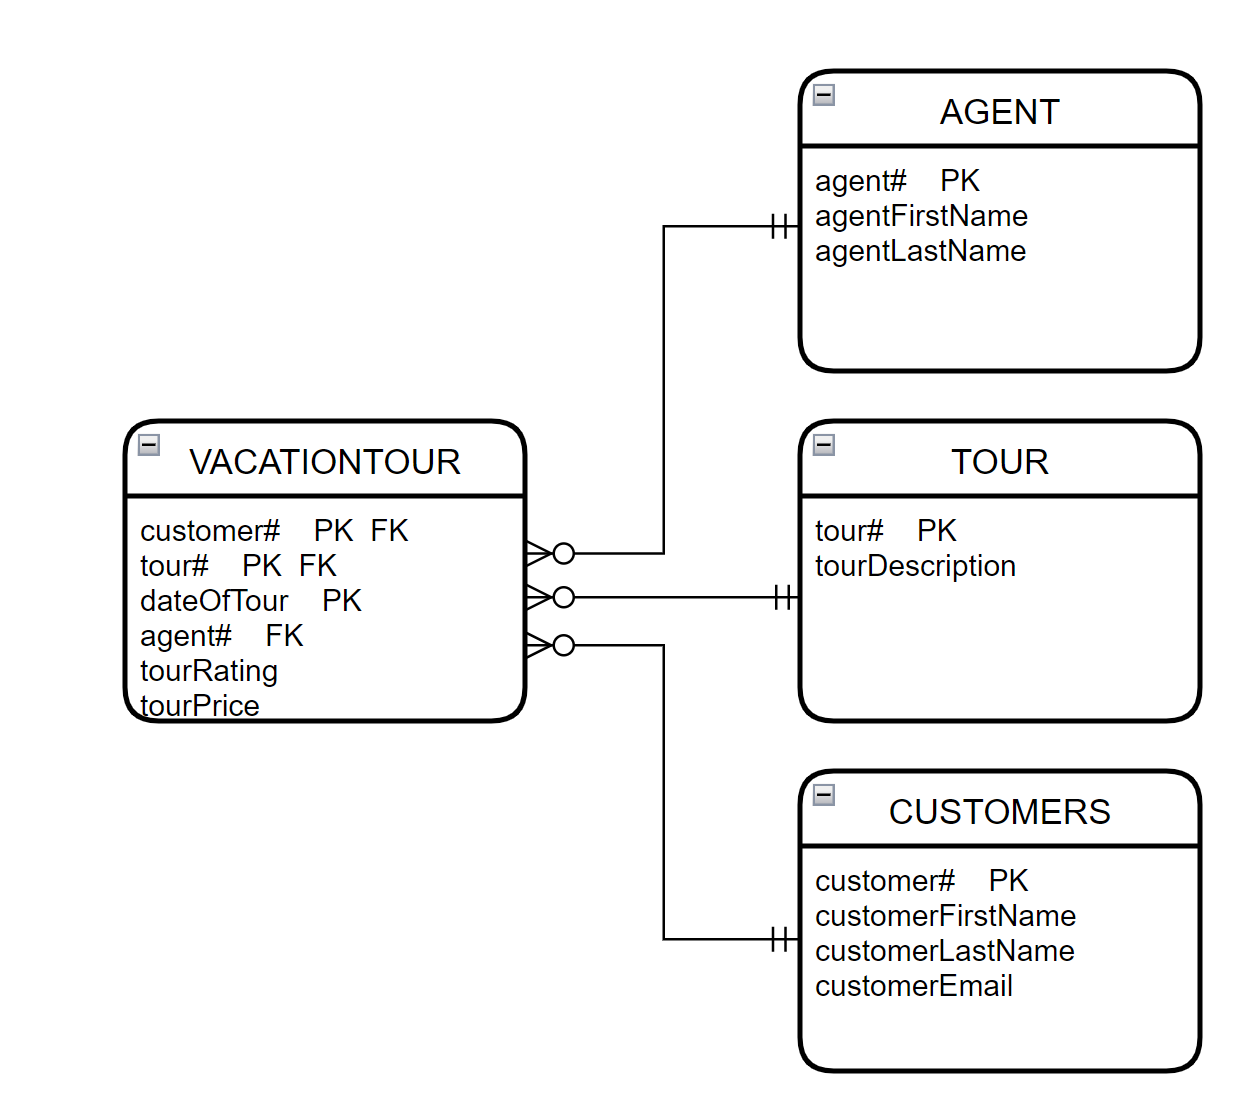 AGENT
agent# PK
agentFirstName
agentLastName
VACATIONTOUR
customer# PK FK
tour# PK FK
dateOfTour PK
agent# FK
tourRating
tourPrice
TOUR
tour# PK
tourDescription
CUSTOMERS
customer# PK
customerFirstName
customerLastName
customerEmail